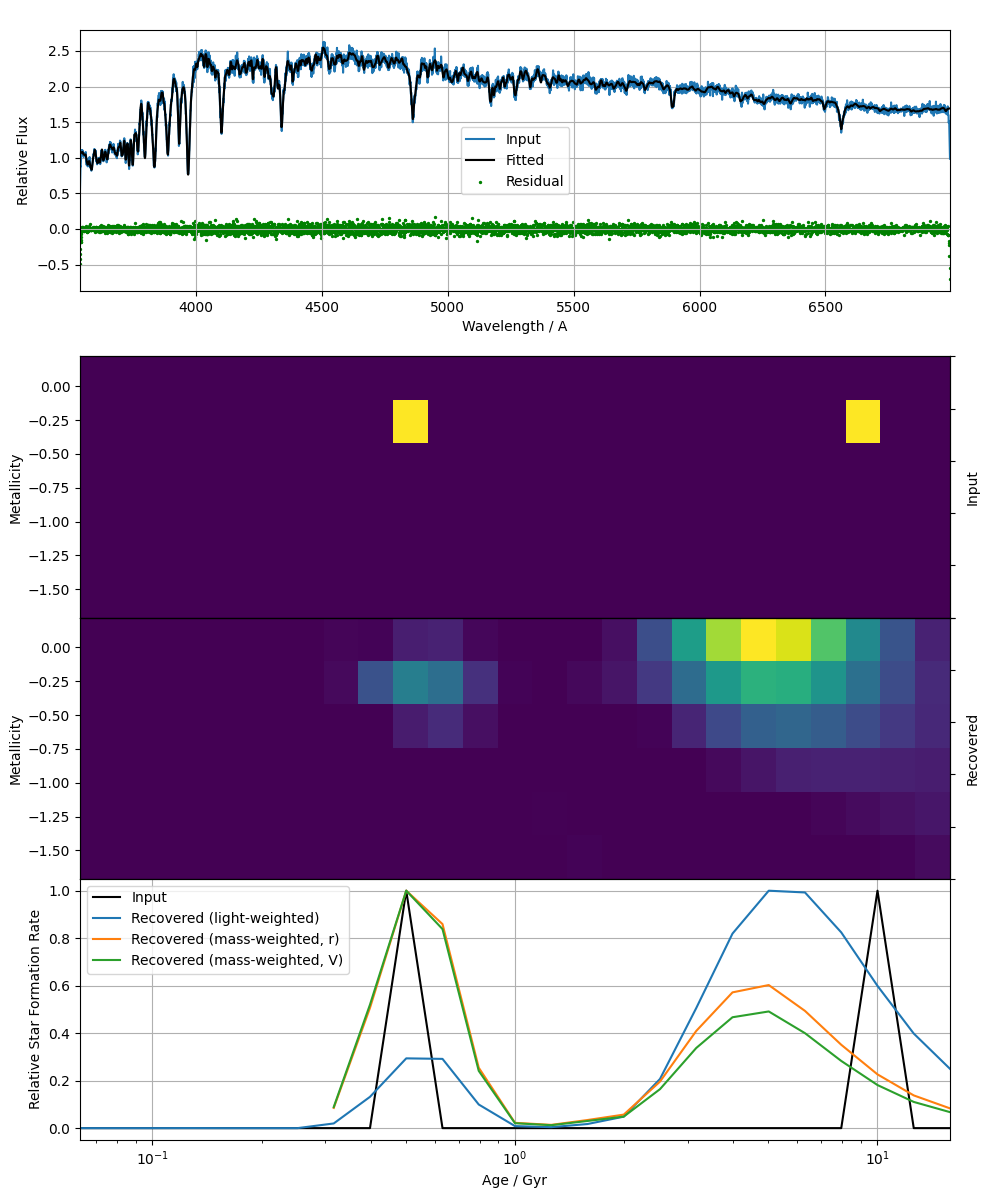 2.5
2.0
1.5
1.0
0.5
0.0
−0.5
Relative Flux
Input
Fitted
Residual
4000 4500 5000 5500 6000 6500
Wavelength / A
0.00
−0.25
−0.50
−0.75
−1.00
−1.25
−1.50
Metallicity
Input
0.00
−0.25
−0.50
−0.75
−1.00
−1.25
−1.50
Metallicity
Recovered
1.0
0.8
0.6
0.4
0.2
0.0
Relative Star Formation Rate
Input
Recovered (light-weighted)
Recovered (mass-weighted, r)
Recovered (mass-weighted, V)
10⁻¹ 10⁰ 10¹
Age / Gyr